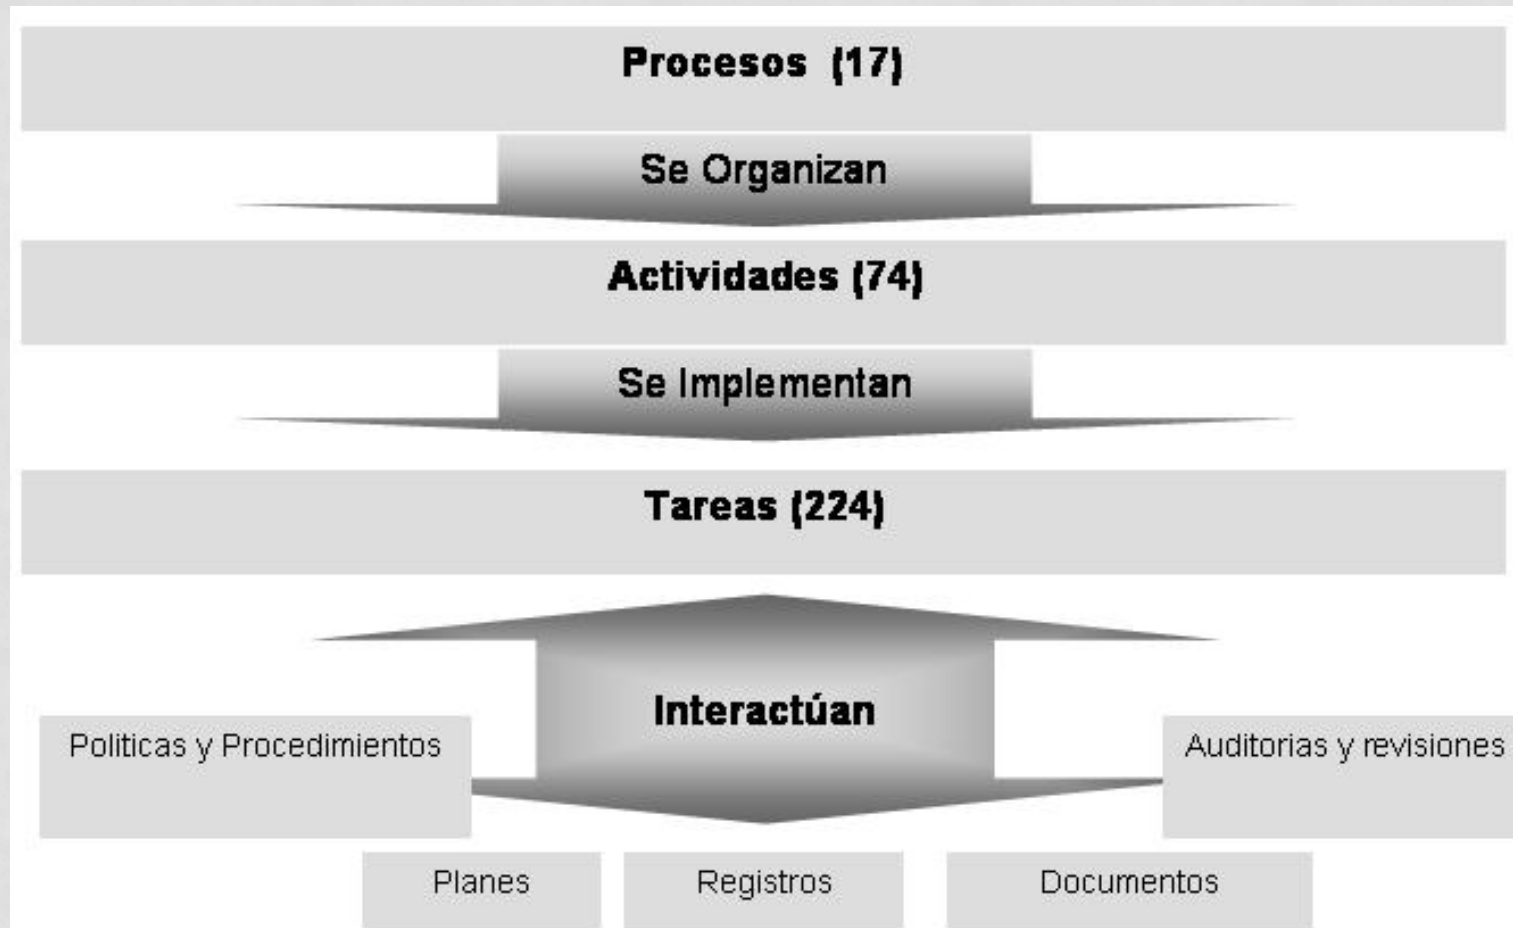 Procesos (17)
Se Organizan
Actividades (74)
Se Implementan
Tareas (224)
Interactúan
Politicas y Procedimientos
Auditorias y revisiones
Planes
Registros
Documentos